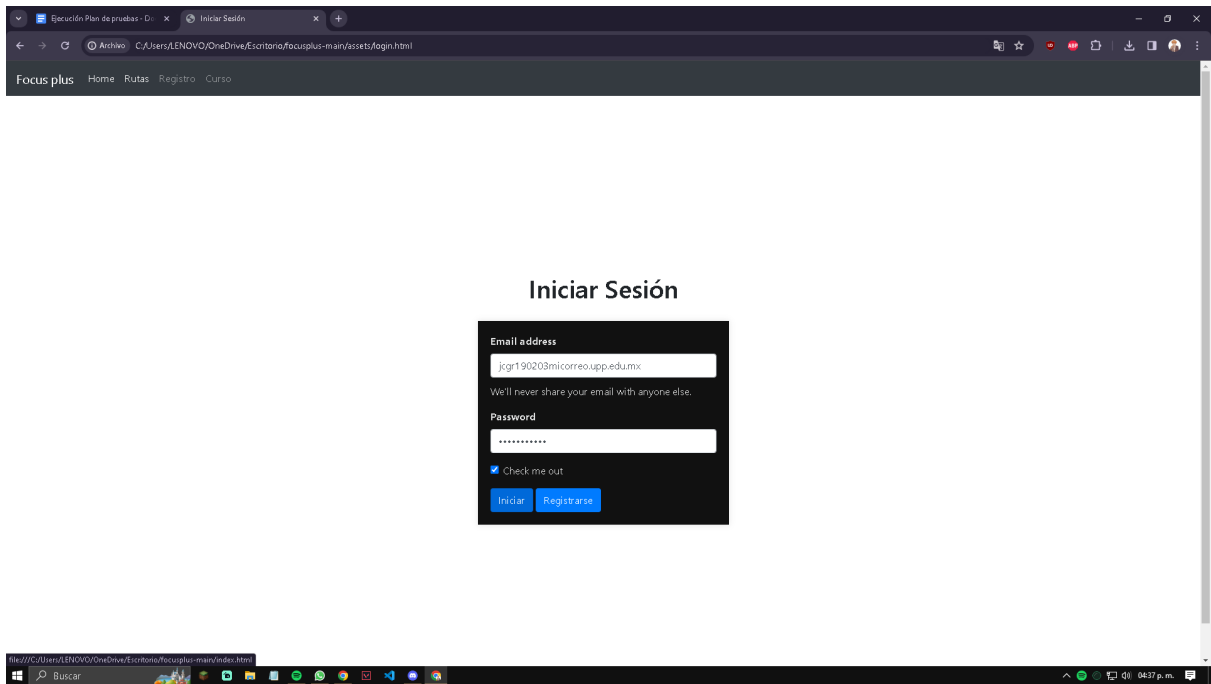 Ejecución Plan de pruebas - Do
Iniciar Sesión
Archivo C:/Users/LENOVO/OneDrive/Escritorio/focusplus-main/assets/login.html
Focus plus Home Rutas Registro Curso
Iniciar Sesión
Email address
jcgr190203micorreo.upp.edu.mx
We'll never share your email with anyone else.
Password
•••••••••••
Check me out
Iniciar Registrarse
file:///C:/Users/LENOVO/OneDrive/Escritorio/focusplus-main/index.html
Buscar
04:37 p. m.